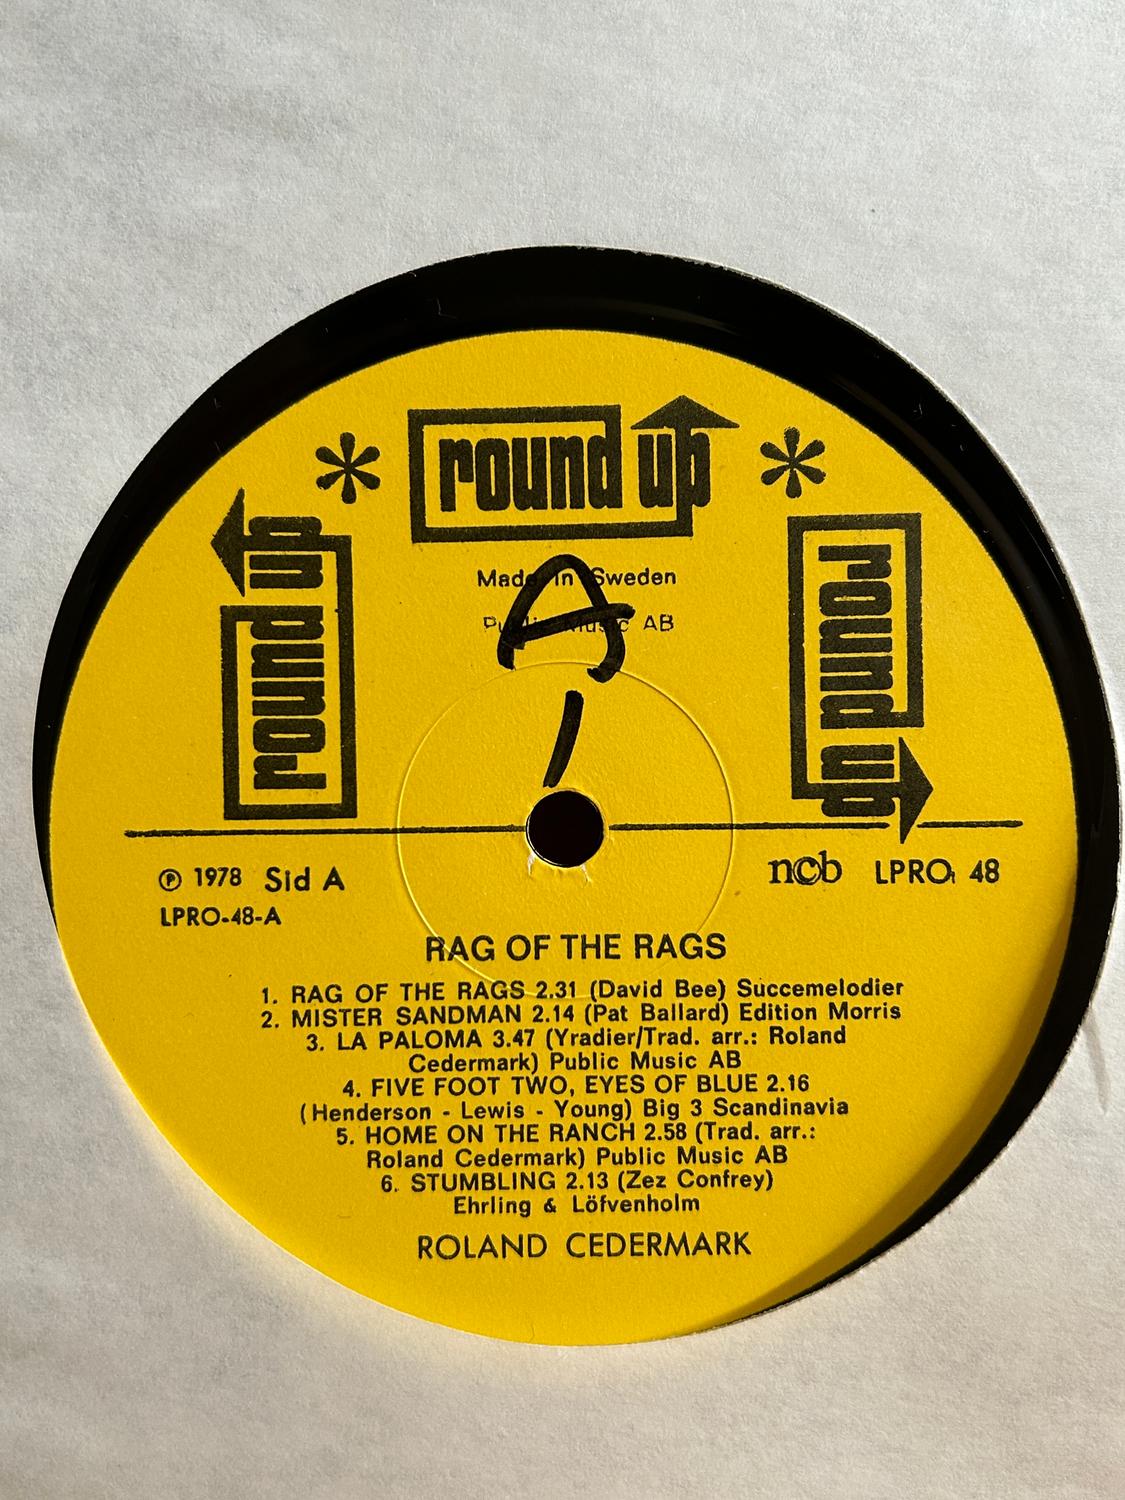 round up
round up
round up
Made in Sweden
Public Music AB
A
1
℗ 1978 Sid A
LPRO-48-A
ncb LPRO 48
RAG OF THE RAGS
1. RAG OF THE RAGS 2.31 (David Bee) Succemelodier
2. MISTER SANDMAN 2.14 (Pat Ballard) Edition Morris
3. LA PALOMA 3.47 (Yradier/Trad. arr.: Roland
Cedermark) Public Music AB
4. FIVE FOOT TWO, EYES OF BLUE 2.16
(Henderson - Lewis - Young) Big 3 Scandinavia
5. HOME ON THE RANCH 2.58 (Trad. arr.:
Roland Cedermark) Public Music AB
6. STUMBLING 2.13 (Zez Confrey)
Ehrling & Löfvenholm
ROLAND CEDERMARK